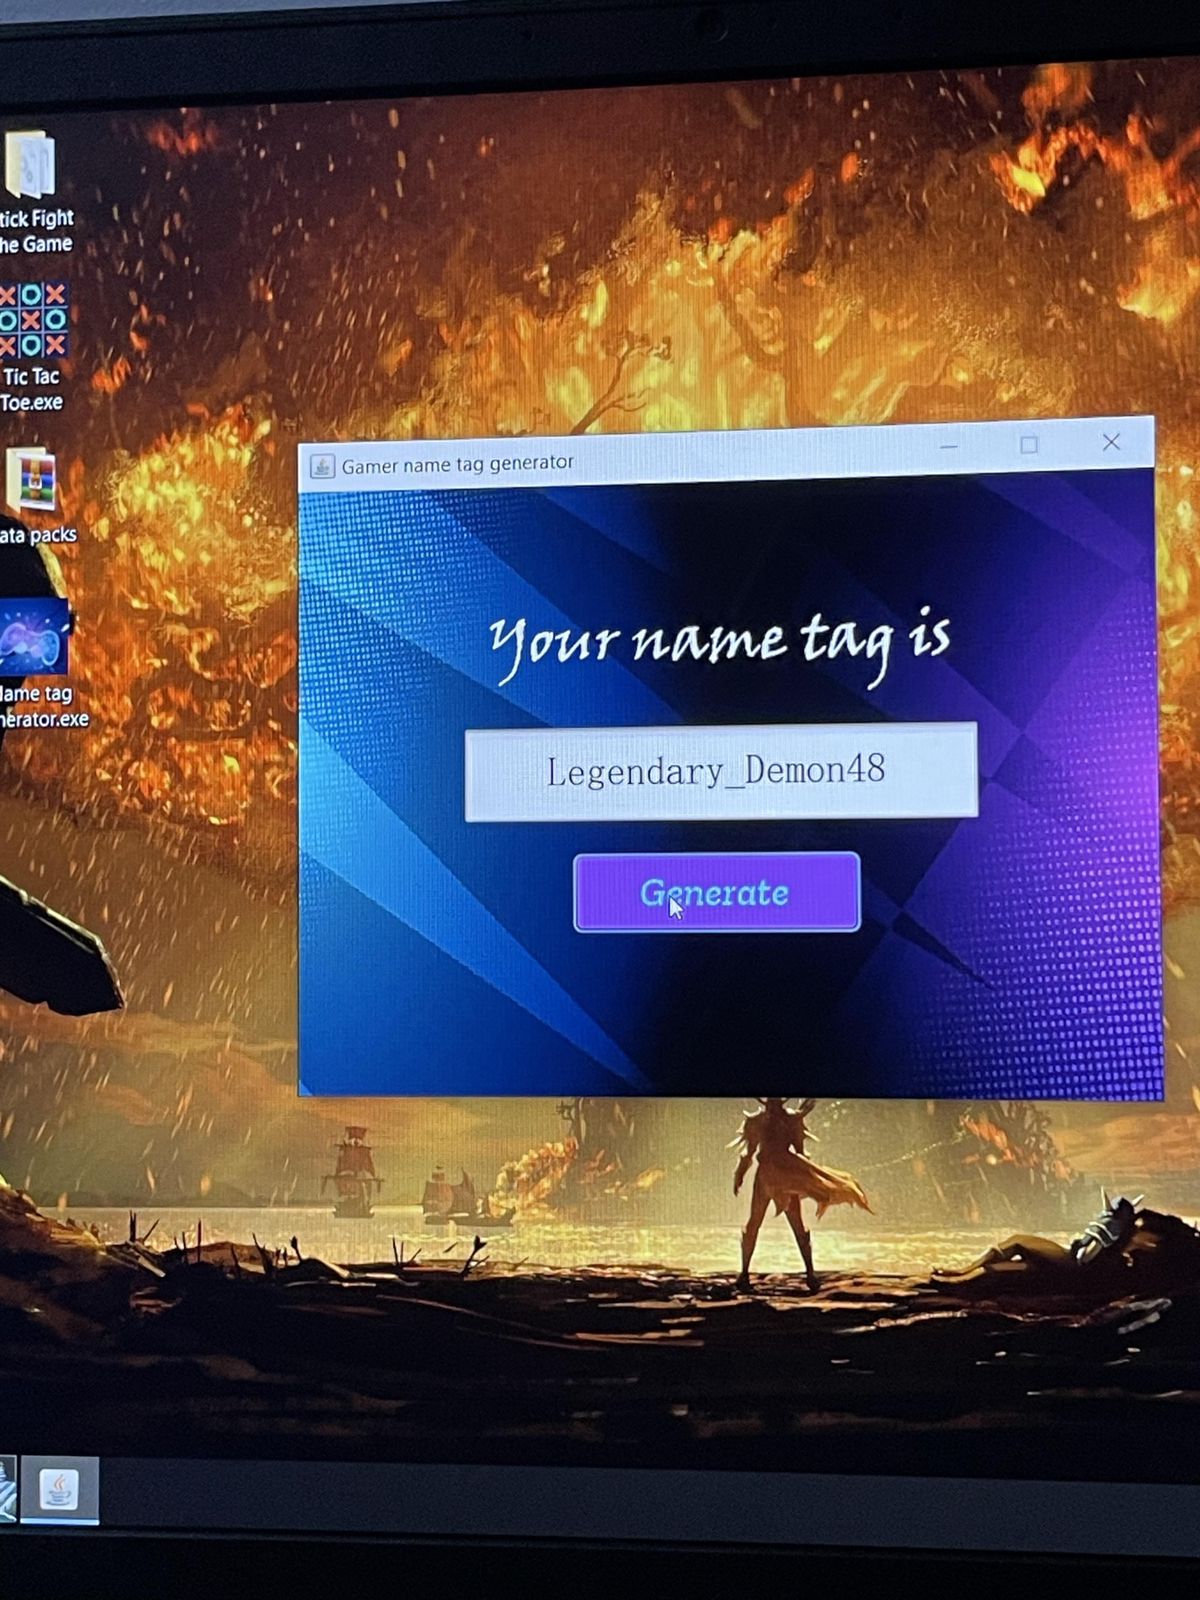 tick Fight
he Game
Tic Tac
Toe.exe
ata packs
lame tag
nerator.exe
Gamer name tag generator
Your name tag is
Legendary_Demon48
Generate